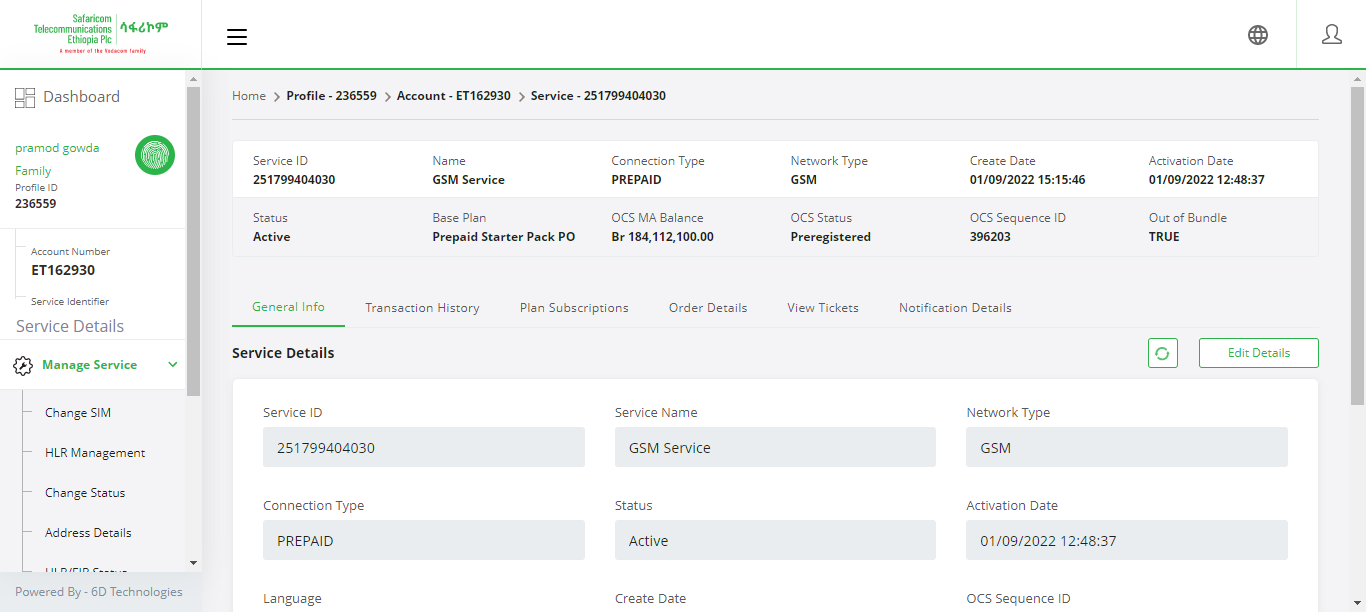 Safaricom
Telecommunications
Ethiopia Plc
ሳፋሪኮም
A member of the Vodacom family
Dashboard
pramod gowda
Family
Profile ID
236559
Account Number
ET162930
Service Identifier
Service Details
Manage Service
Change SIM
HLR Management
Change Status
Address Details
HLR/EIR Status
Powered By - 6D Technologies
Home > Profile - 236559 > Account - ET162930 > Service - 251799404030
Service ID Name Connection Type Network Type Create Date Activation Date
251799404030 GSM Service PREPAID GSM 01/09/2022 15:15:46 01/09/2022 12:48:37
Status Base Plan OCS MA Balance OCS Status OCS Sequence ID Out of Bundle
Active Prepaid Starter Pack PO Br 184,112,100.00 Preregistered 396203 TRUE
General Info Transaction History Plan Subscriptions Order Details View Tickets Notification Details
Service Details
Edit Details
Service ID Service Name Network Type
251799404030 GSM Service GSM
Connection Type Status Activation Date
PREPAID Active 01/09/2022 12:48:37
Language Create Date OCS Sequence ID